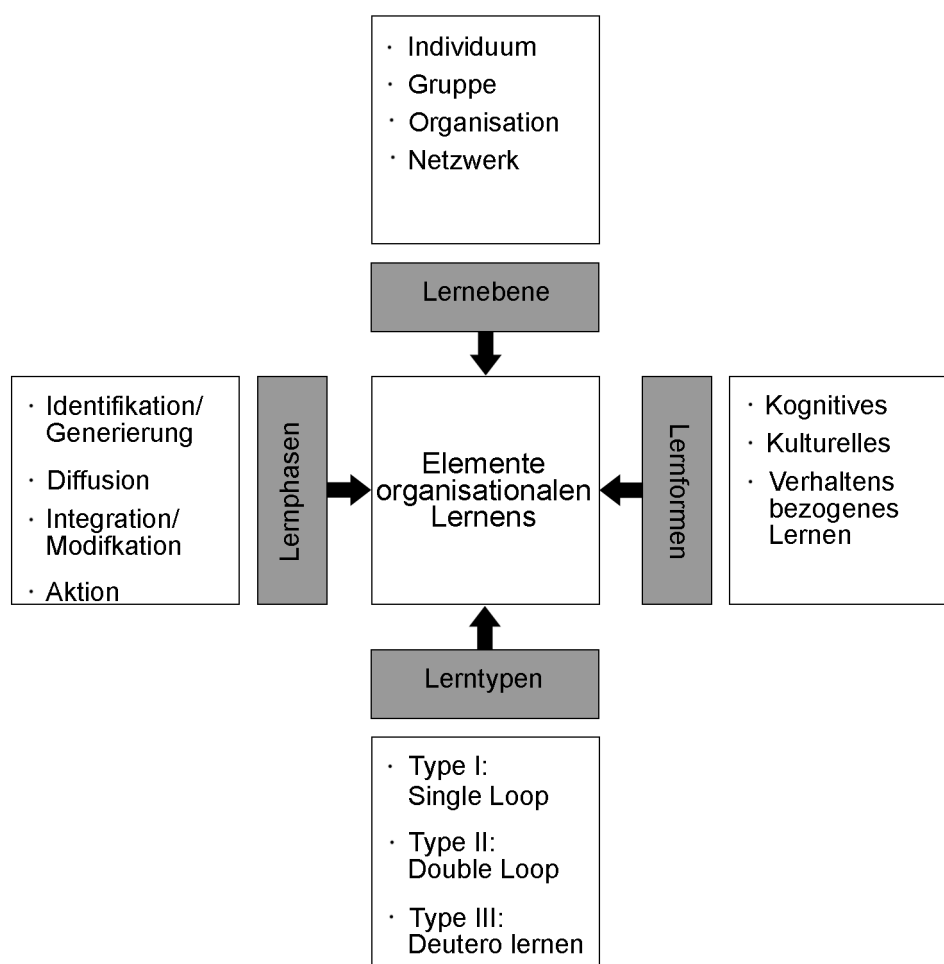 · Individuum
· Gruppe
· Organisation
· Netzwerk
Lernebene
· Identifikation/
Generierung
· Diffusion
· Integration/
Modifkation
· Aktion
Lernphasen
Elemente
organisationalen
Lernens
Lernformen
· Kognitives
· Kulturelles
· Verhaltens
bezogenes
Lernen
Lerntypen
· Type I:
Single Loop
· Type II:
Double Loop
· Type III:
Deutero lernen